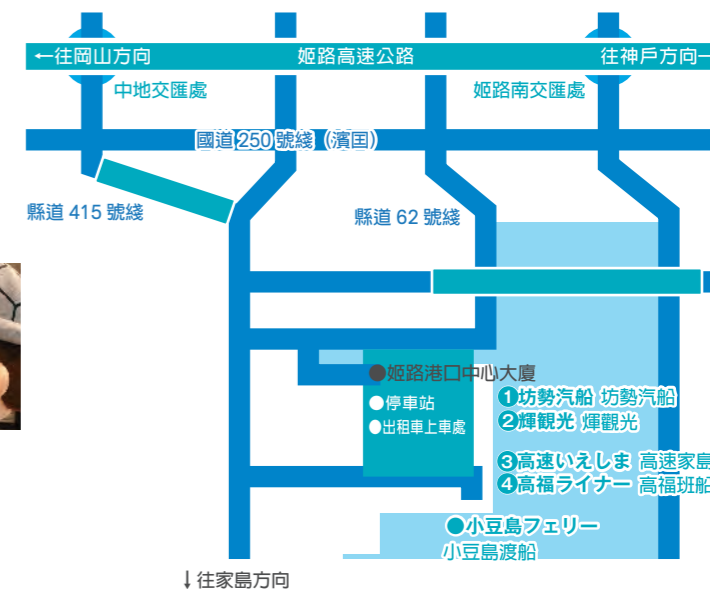 ←往岡山方向 姬路高速公路 往神戶方向→
中地交匯處 姬路南交匯處
國道 250 號綫（濱国）
縣道 415 號綫 縣道 62 號綫
●姬路港口中心大廈
●停車站
●出租車上車處
❶坊勢汽船 坊勢汽船
❷輝観光 輝觀光
❸高速いえしま 高速家島
❹高福ライナー 高福班船
●小豆島フェリー
小豆島渡船
↓往家島方向